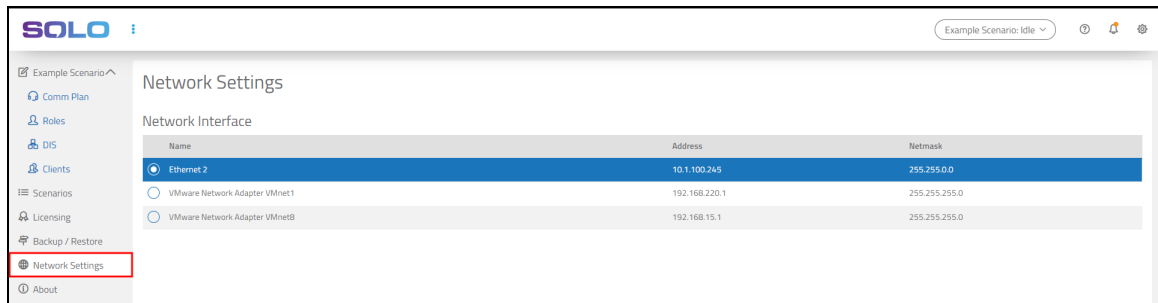 SOLO
Example Scenario: Idle
Example Scenario
Comm Plan
Roles
DIS
Clients
Scenarios
Licensing
Backup / Restore
Network Settings
About
Network Settings
Network Interface
Name Address Netmask
Ethernet 2 10.1.100.245 255.255.0.0
VMware Network Adapter VMnet1 192.168.220.1 255.255.255.0
VMware Network Adapter VMnet8 192.168.15.1 255.255.255.0